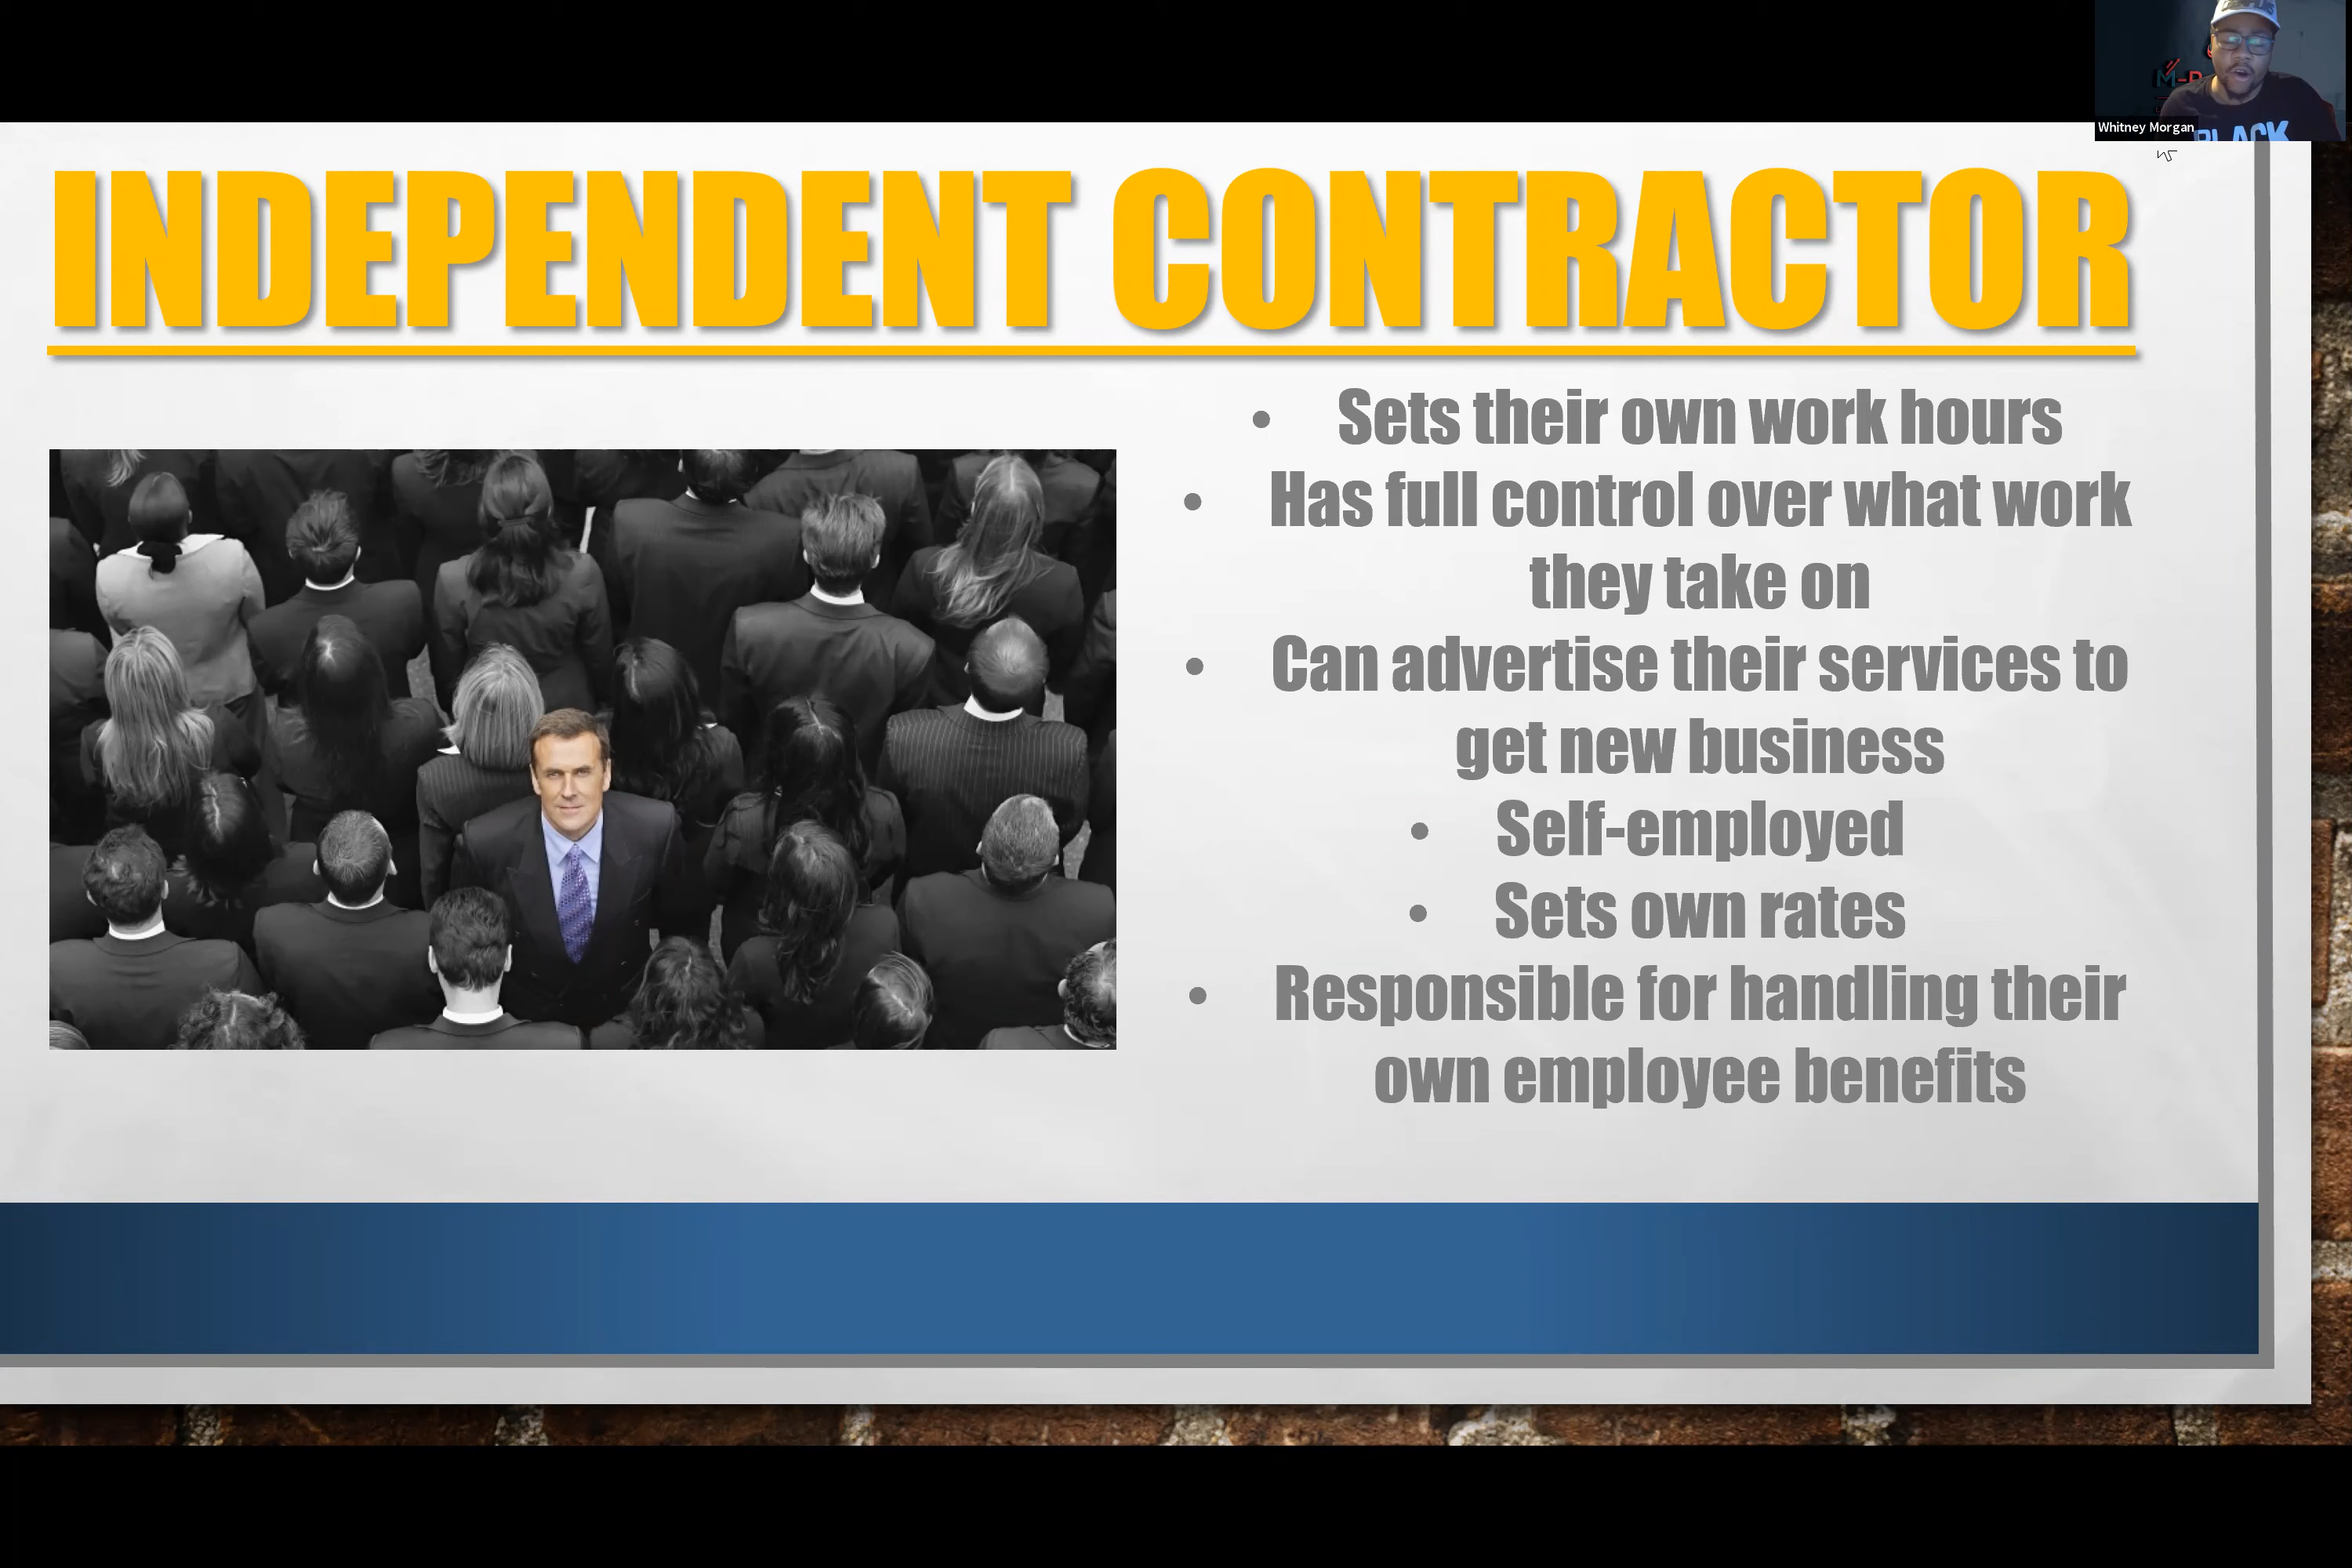 Whitney Morgan
BLACK
INDEPENDENT CONTRACTOR
• Sets their own work hours
• Has full control over what work
they take on
• Can advertise their services to
get new business
• Self-employed
• Sets own rates
• Responsible for handling their
own employee benefits